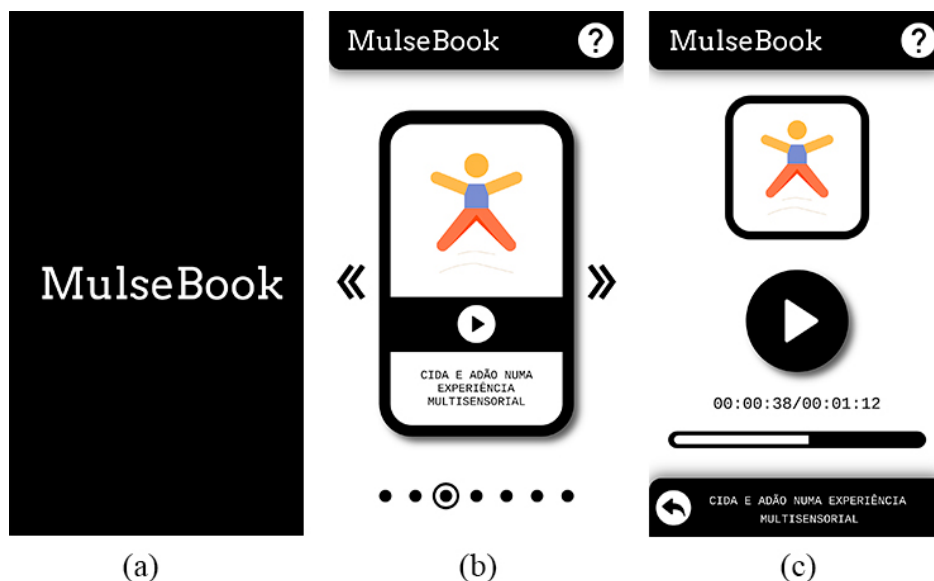 MulseBook
MulseBook ?
CIDA E ADÃO NUMA
EXPERIÊNCIA
MULTISENSORIAL
MulseBook ?
00:00:38/00:01:12
CIDA E ADÃO NUMA EXPERIÊNCIA
MULTISENSORIAL
(a)
(b)
(c)